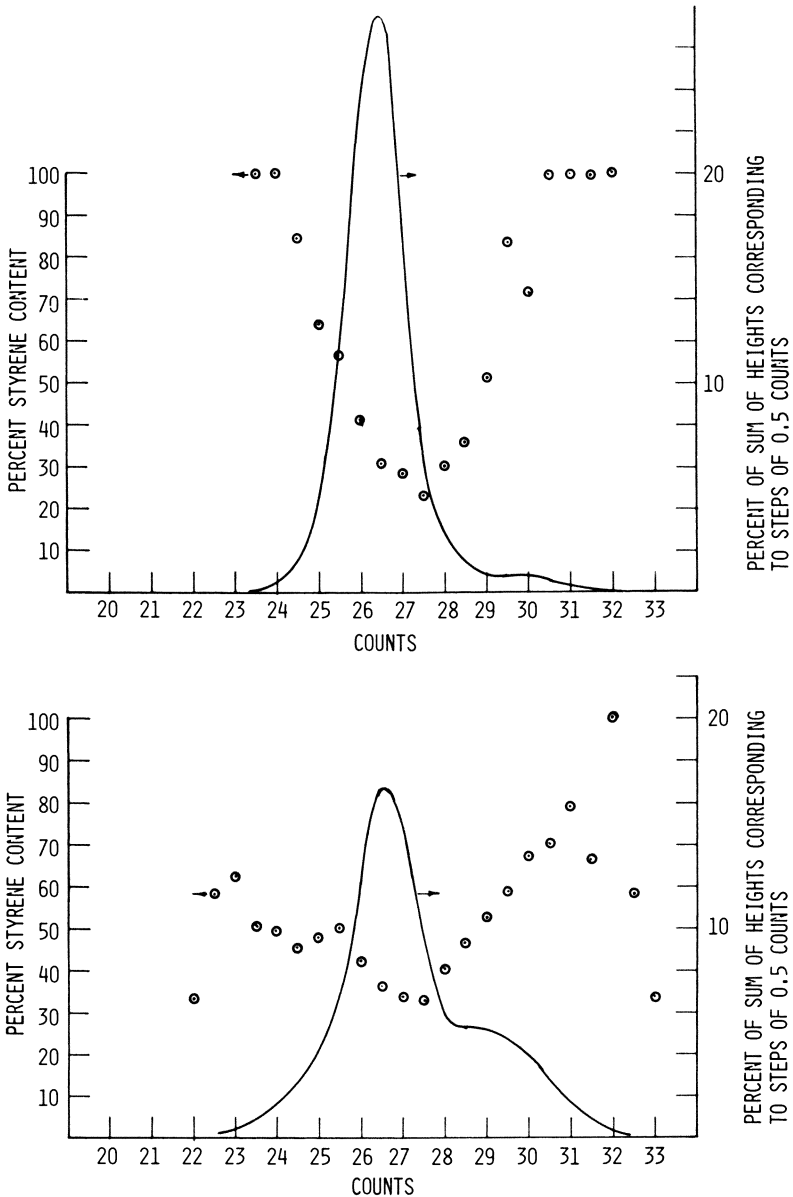 100
90
80
70
60
50
40
30
20
10
PERCENT STYRENE CONTENT
20
10
PERCENT OF SUM OF HEIGHTS CORRESPONDING
TO STEPS OF 0.5 COUNTS
20 21 22 23 24 25 26 27 28 29 30 31 32 33
COUNTS
100
90
80
70
60
50
40
30
20
10
PERCENT STYRENE CONTENT
20
10
PERCENT OF SUM OF HEIGHTS CORRESPONDING
TO STEPS OF 0.5 COUNTS
20 21 22 23 24 25 26 27 28 29 30 31 32 33
COUNTS